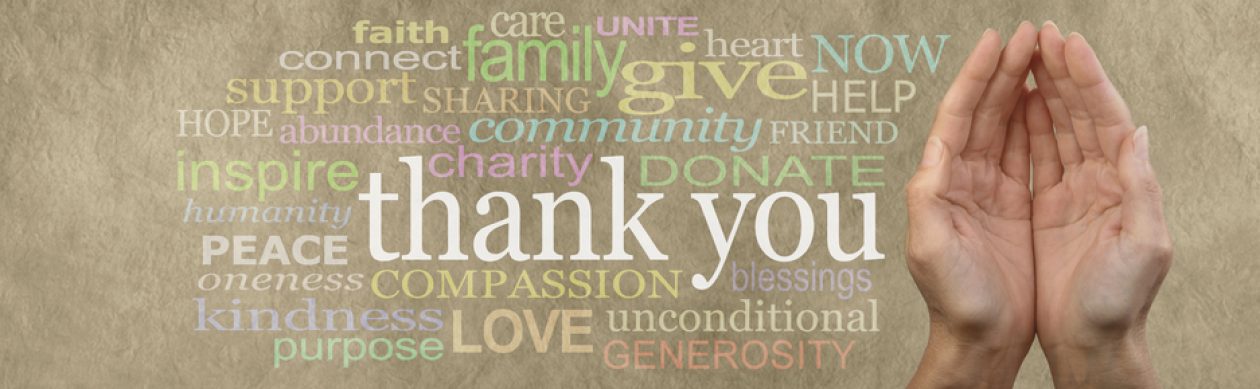 faith care UNITE
connect family heart NOW
support SHARING give HELP
HOPE abundance community FRIEND
inspire charity DONATE
humanity thank you
PEACE
oneness COMPASSION blessings
kindness LOVE unconditional
purpose GENEROSITY